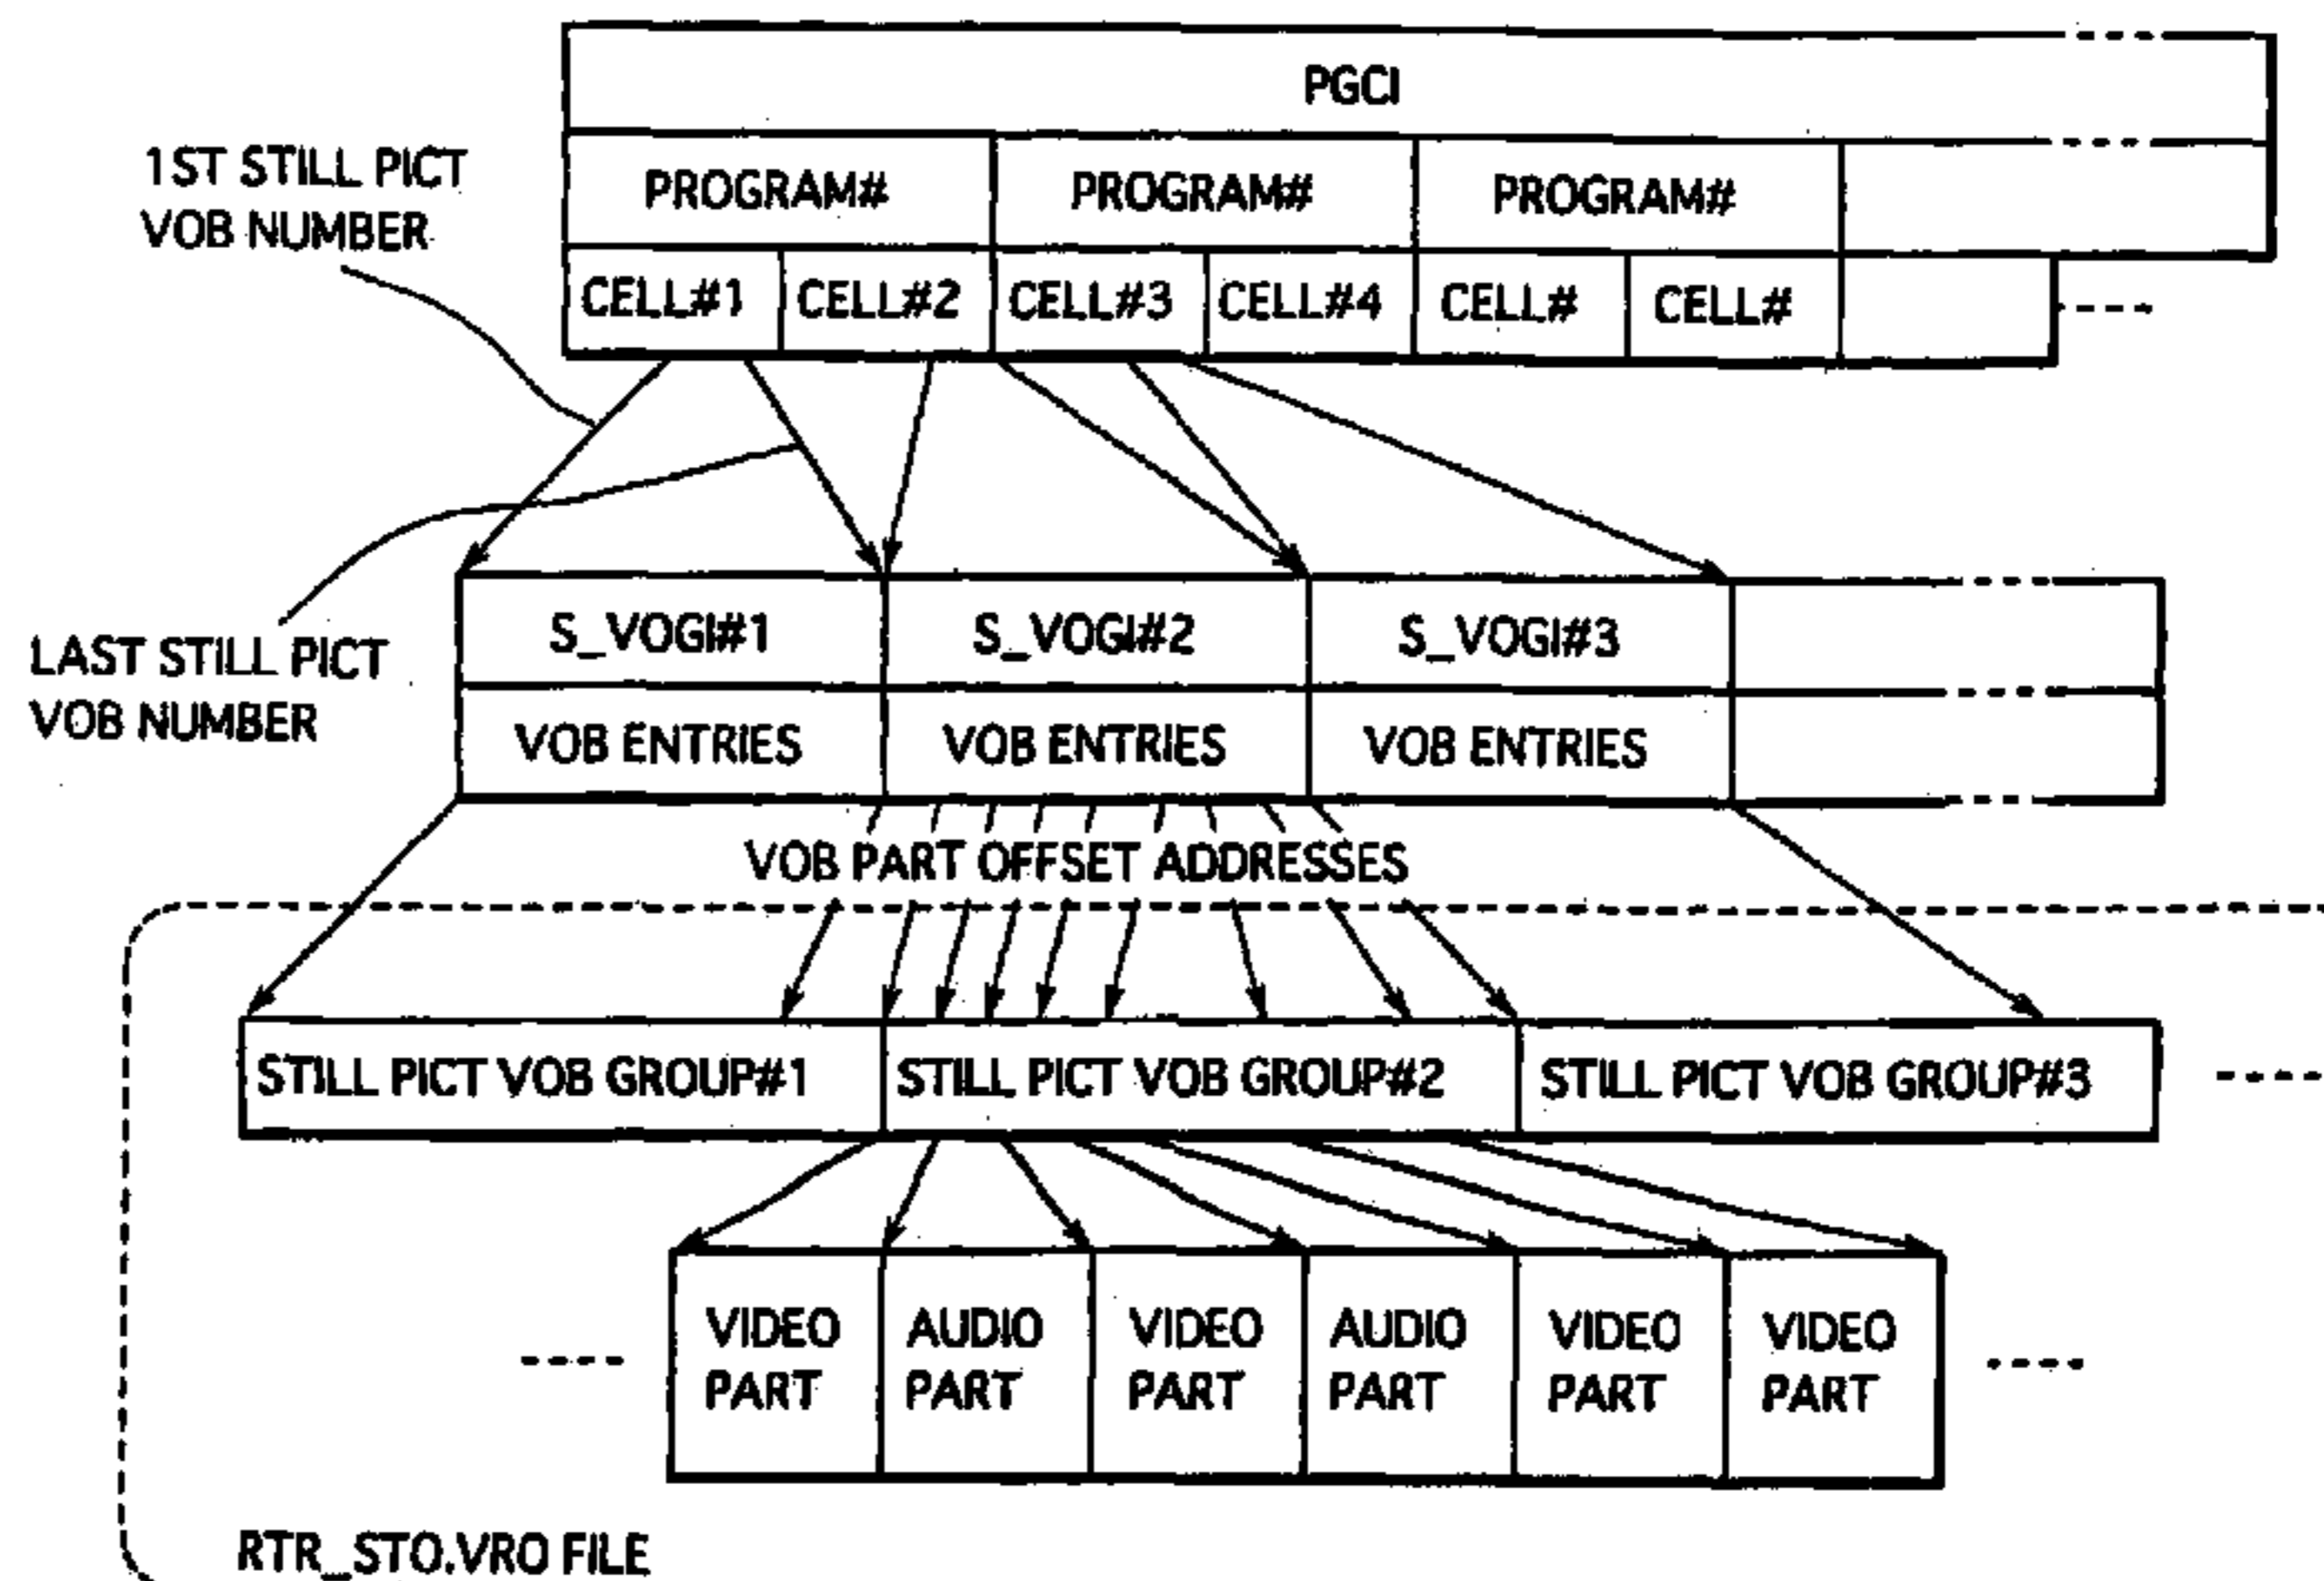 PGCI
1ST STILL PICT
VOB NUMBER
PROGRAM# PROGRAM# PROGRAM#
CELL#1 CELL#2 CELL#3 CELL#4 CELL# CELL#
LAST STILL PICT
VOB NUMBER
S_VOGI#1 S_VOGI#2 S_VOGI#3
VOB ENTRIES VOB ENTRIES VOB ENTRIES
VOB PART OFFSET ADDRESSES
STILL PICT VOB GROUP#1 STILL PICT VOB GROUP#2 STILL PICT VOB GROUP#3
VIDEO AUDIO VIDEO AUDIO VIDEO VIDEO
PART PART PART PART PART PART
RTR_STO.VRO FILE